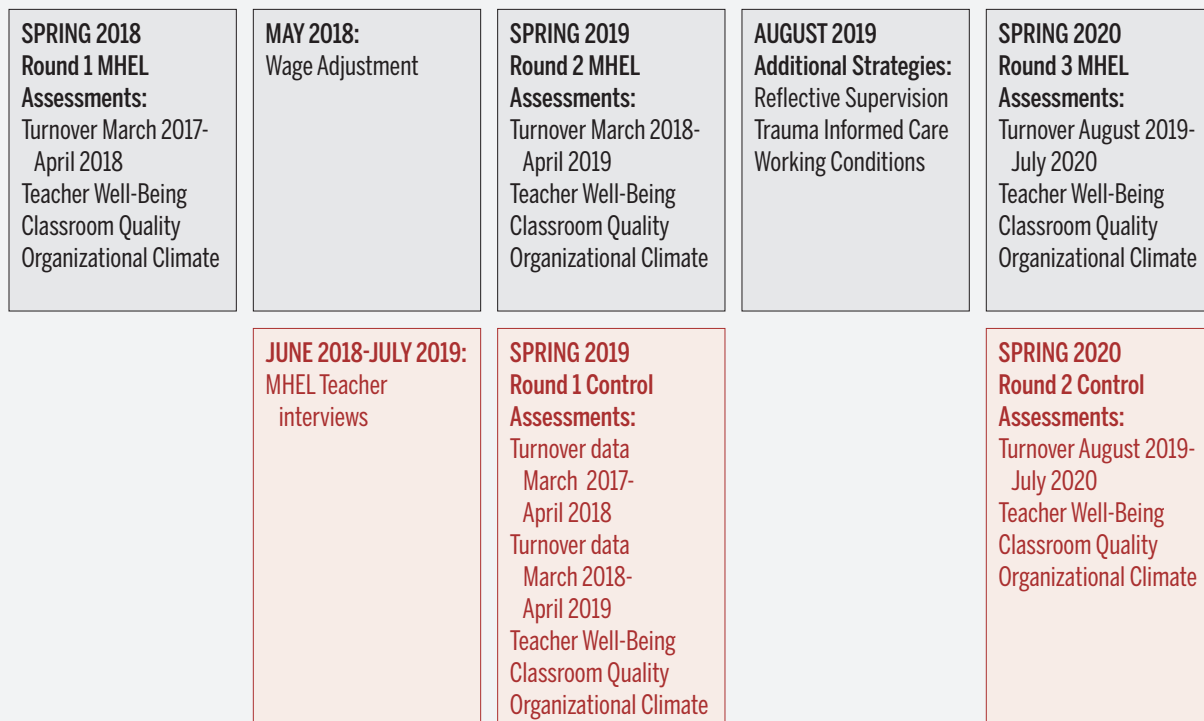 SPRING 2018
Round 1 MHEL
Assessments:
Turnover March 2017-
April 2018
Teacher Well-Being
Classroom Quality
Organizational Climate
MAY 2018:
Wage Adjustment
SPRING 2019
Round 2 MHEL
Assessments:
Turnover March 2018-
April 2019
Teacher Well-Being
Classroom Quality
Organizational Climate
AUGUST 2019
Additional Strategies:
Reflective Supervision
Trauma Informed Care
Working Conditions
SPRING 2020
Round 3 MHEL
Assessments:
Turnover August 2019-
July 2020
Teacher Well-Being
Classroom Quality
Organizational Climate
JUNE 2018-JULY 2019:
MHEL Teacher
interviews
SPRING 2019
Round 1 Control
Assessments:
Turnover data
March 2017-
April 2018
Turnover data
March 2018-
April 2019
Teacher Well-Being
Classroom Quality
Organizational Climate
SPRING 2020
Round 2 Control
Assessments:
Turnover August 2019-
July 2020
Teacher Well-Being
Classroom Quality
Organizational Climate